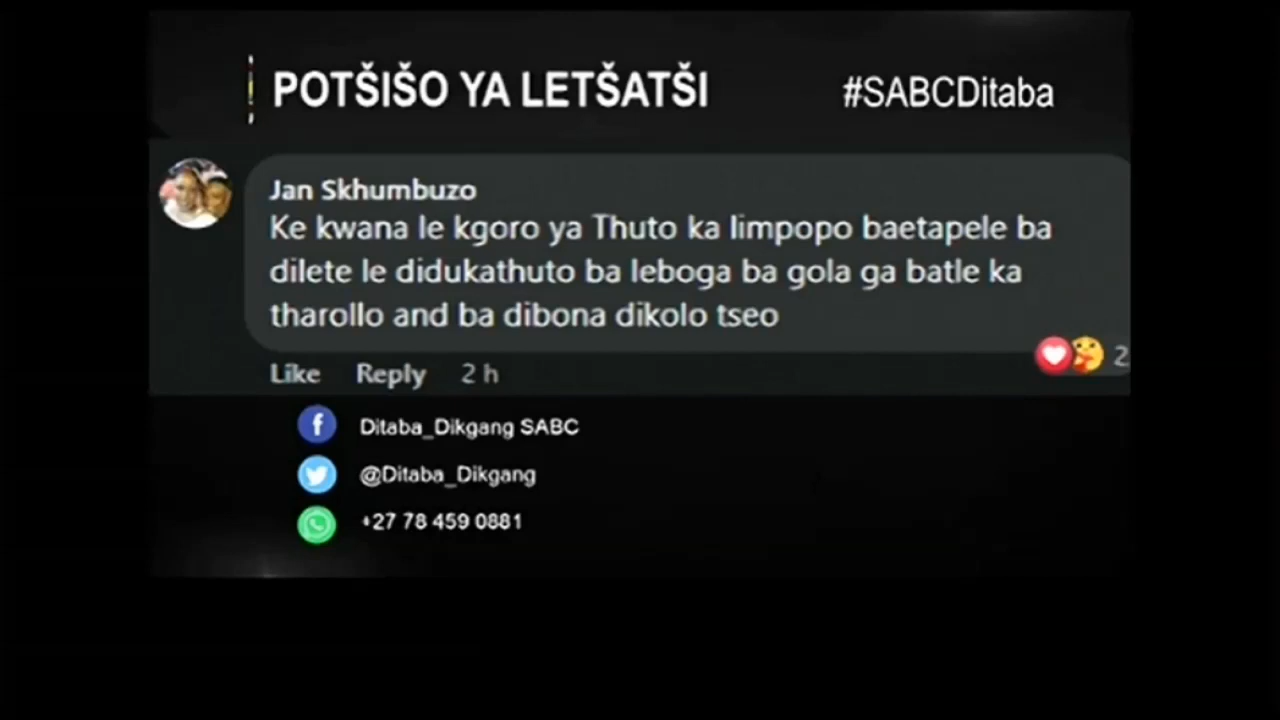 POTŠIŠO YA LETŠATŠI
#SABCDitaba
Jan Skhumbuzo
Ke kwana le kgoro ya Thuto ka limpopo baetapele ba
dilete le didukathuto ba leboga ba gola ga batle ka
tharollo and ba dibona dikolo tseo
2
Like Reply 2 h
Ditaba_Dikgang SABC
@Ditaba_Dikgang
+27 78 459 0881